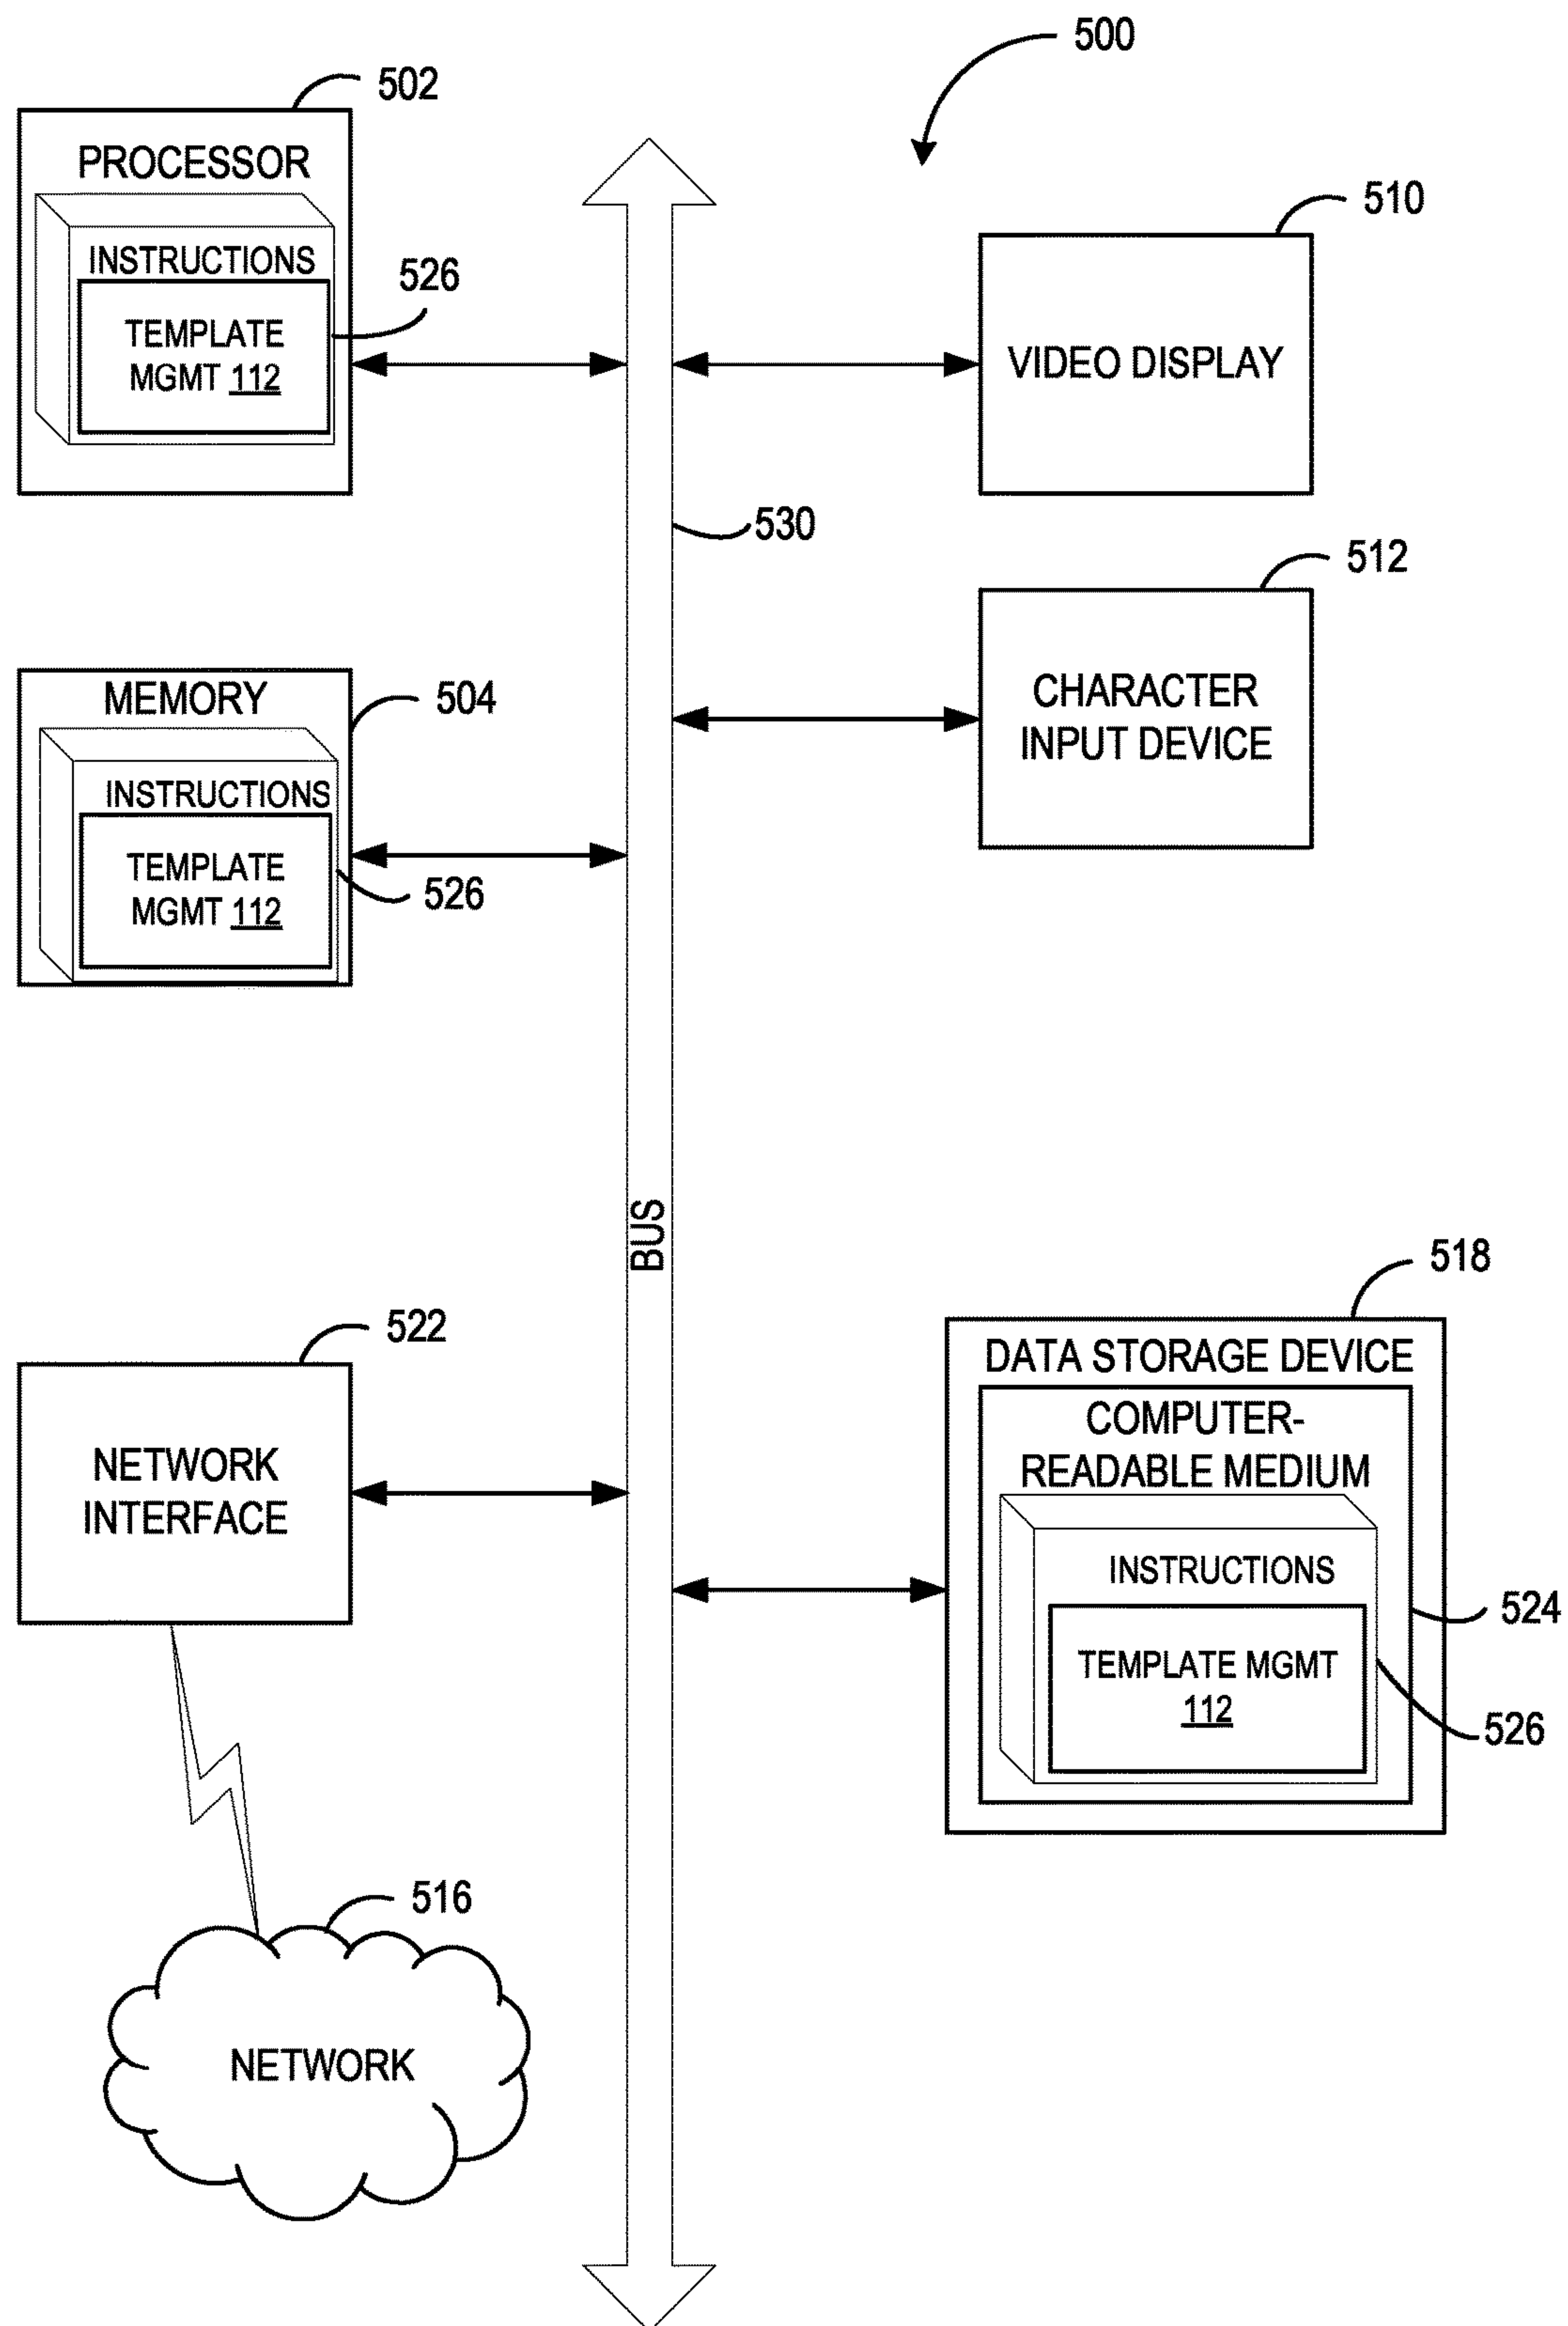 500
502
PROCESSOR
INSTRUCTIONS
526
TEMPLATE
MGMT 112
510
VIDEO DISPLAY
530
512
CHARACTER
INPUT DEVICE
MEMORY
504
INSTRUCTIONS
TEMPLATE
MGMT 112
526
BUS
522
NETWORK
INTERFACE
518
DATA STORAGE DEVICE
COMPUTER-
READABLE MEDIUM
INSTRUCTIONS
524
TEMPLATE MGMT
112
526
516
NETWORK